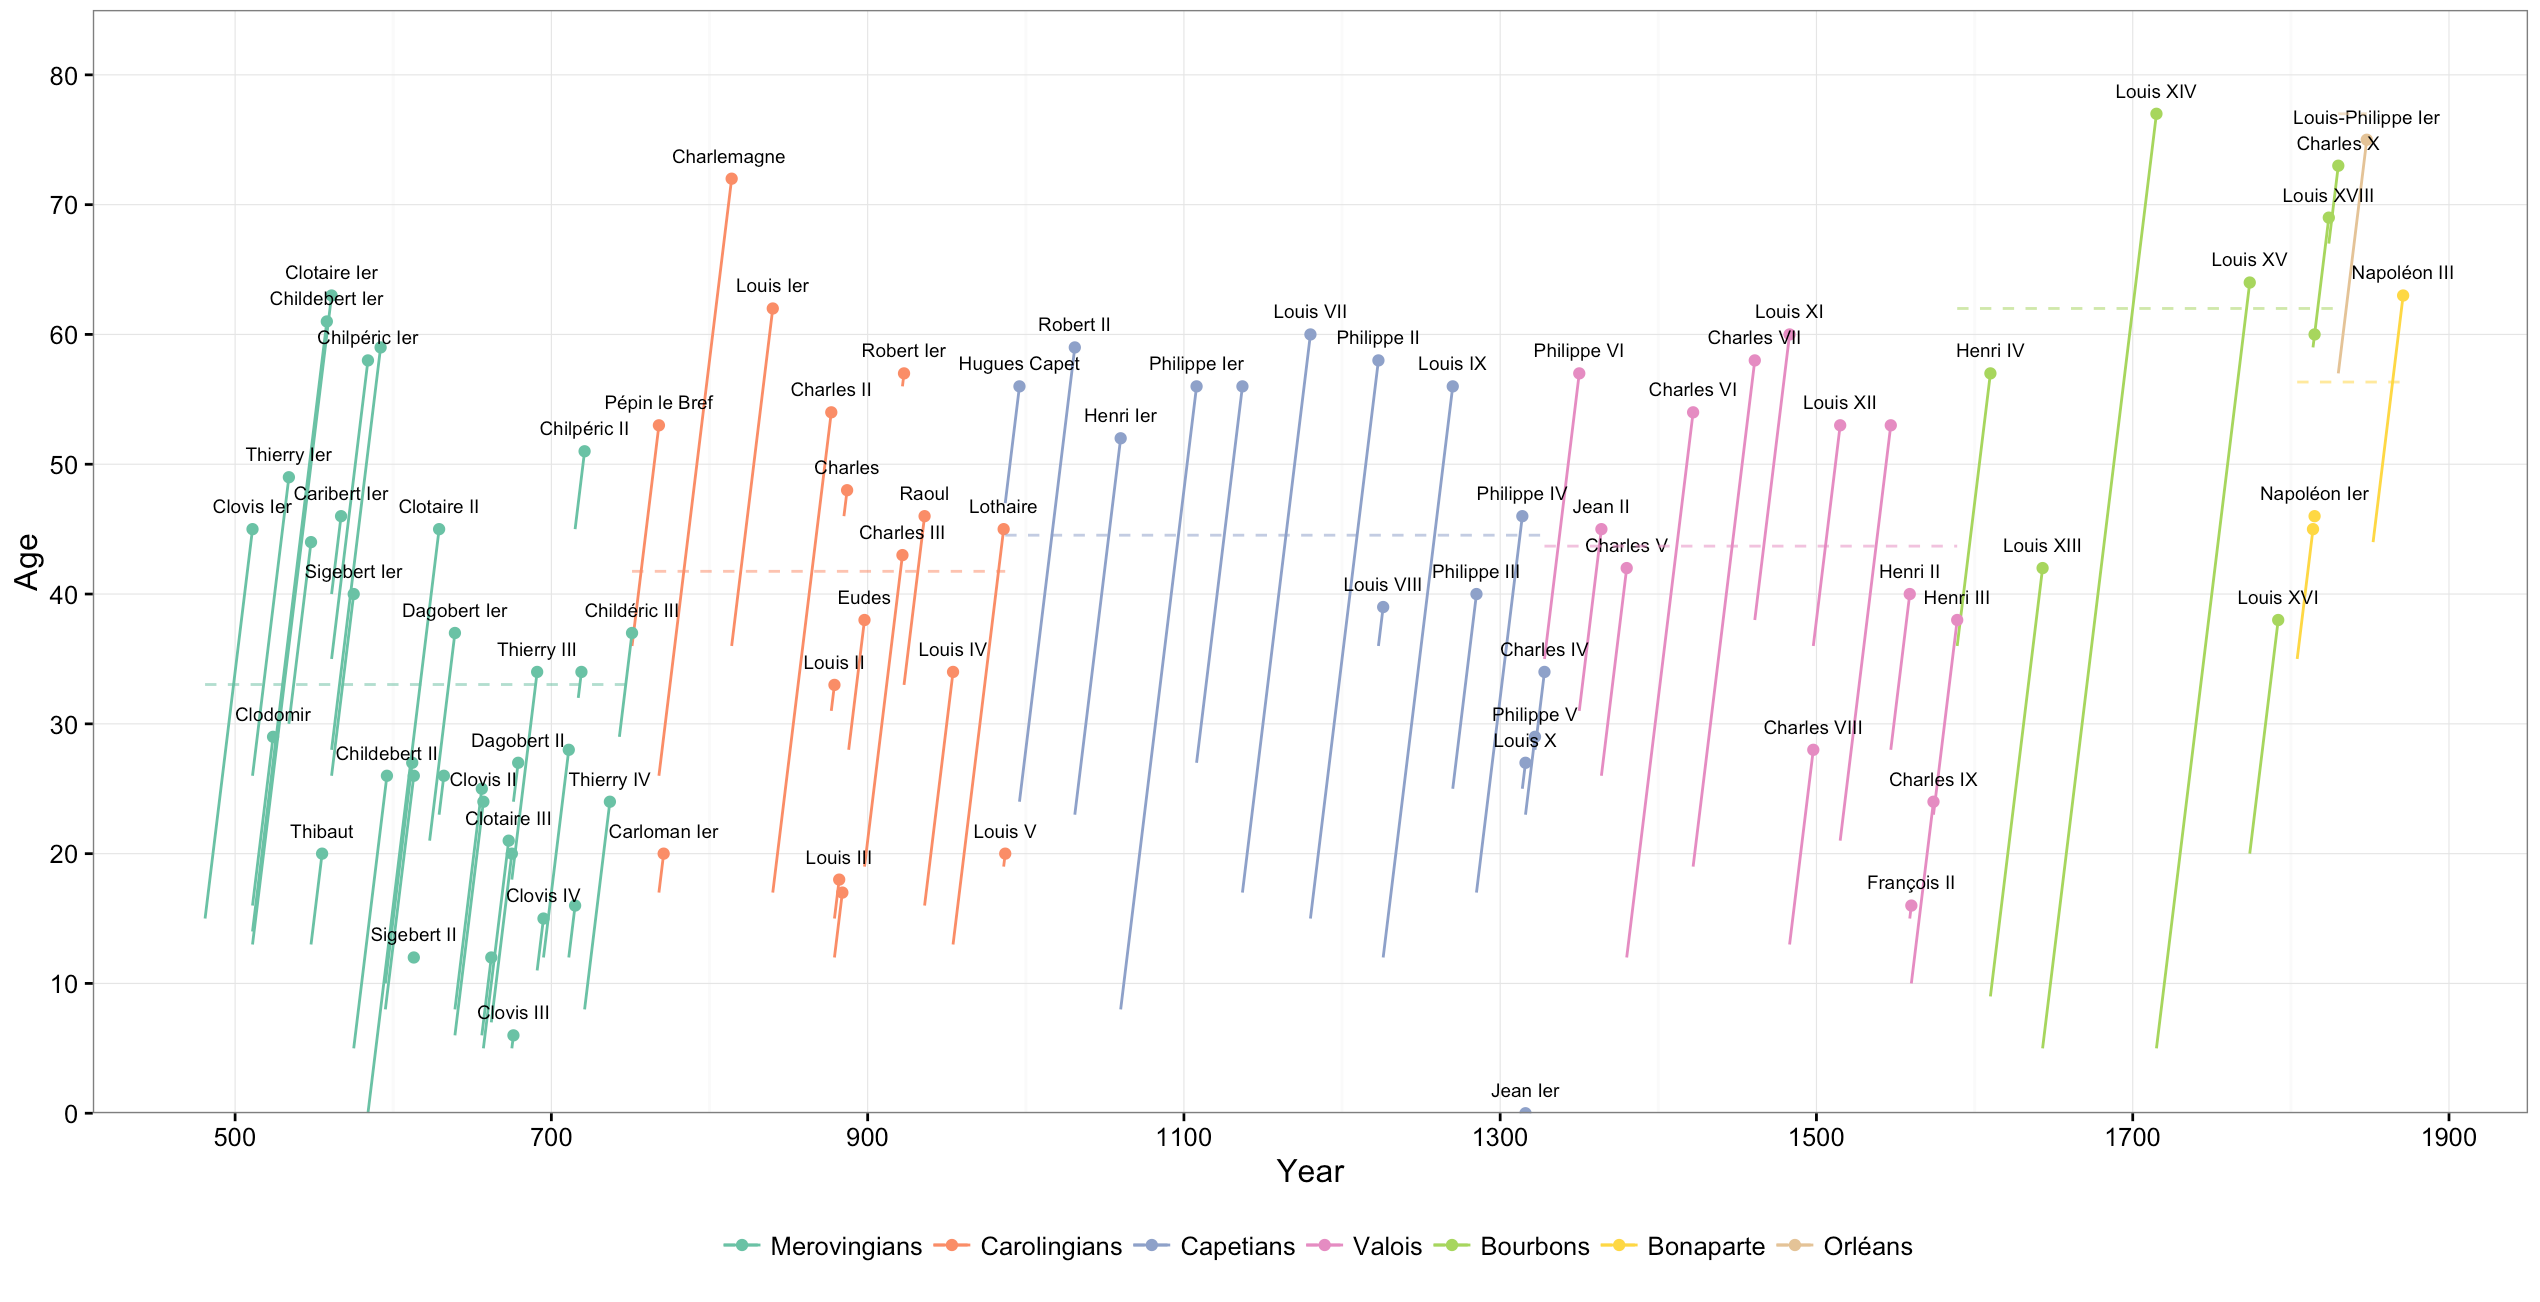 80
Louis XIV
Louis-Philippe Ier
Charles X
Charlemagne
70
Louis XVIII
Clotaire Ier
Childebert Ier
Louis Ier
Louis XV
Napoléon III
60
Chilpéric Ier
Robert II
Louis VII
Philippe II
Louis XI
Charles VII
Robert Ier
Hugues Capet
Philippe Ier
Louis IX
Philippe VI
Henri IV
Pépin le Bref
Charles II
Charles VI
Louis XII
Chilpéric II
Henri Ier
50
Thierry Ier
Charles
Caribert Ier
Clovis Ier
Clotaire II
Raoul
Lothaire
Philippe IV
Jean II
Napoléon Ier
Charles III
Charles V
Louis XIII
Age
Sigebert Ier
Philippe III
Henri II
40
Dagobert Ier
Childéric III
Eudes
Louis VIII
Henri III
Louis XVI
Thierry III
Louis II
Louis IV
Charles IV
30
Clodomir
Philippe V
Childebert II
Dagobert II
Louis X
Charles VIII
Clovis II
Thierry IV
Charles IX
Clotaire III
Thibaut
Carloman Ier
Louis V
20
Louis III
Clovis IV
François II
Sigebert II
10
Clovis III
Jean Ier
0
500 700 900 1100 1300 1500 1700 1900
Year
Merovingians Carolingians Capetians Valois Bourbons Bonaparte Orléans